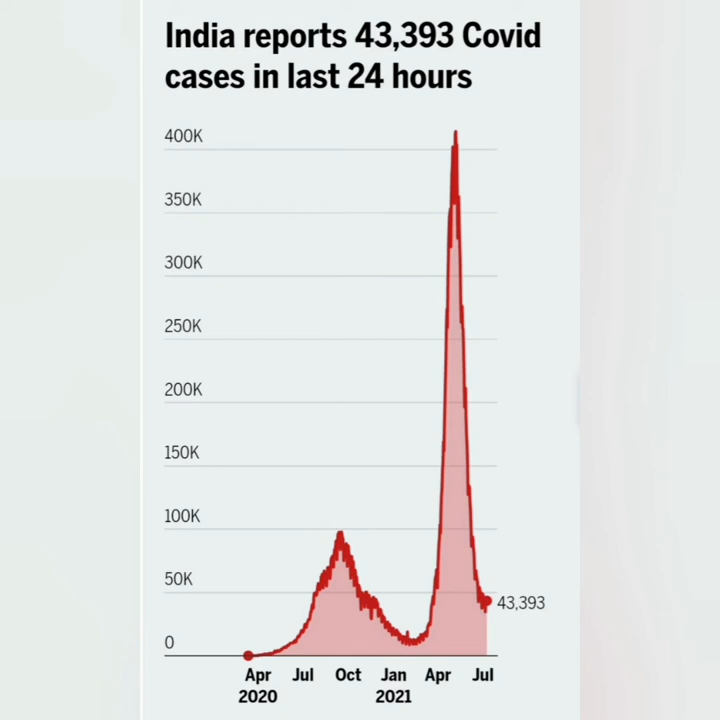 India reports 43,393 Covid
cases in last 24 hours
400K
350K
300K
250K
200K
150K
100K
50K
43,393
0
Apr Jul Oct Jan Apr Jul
2020 2021